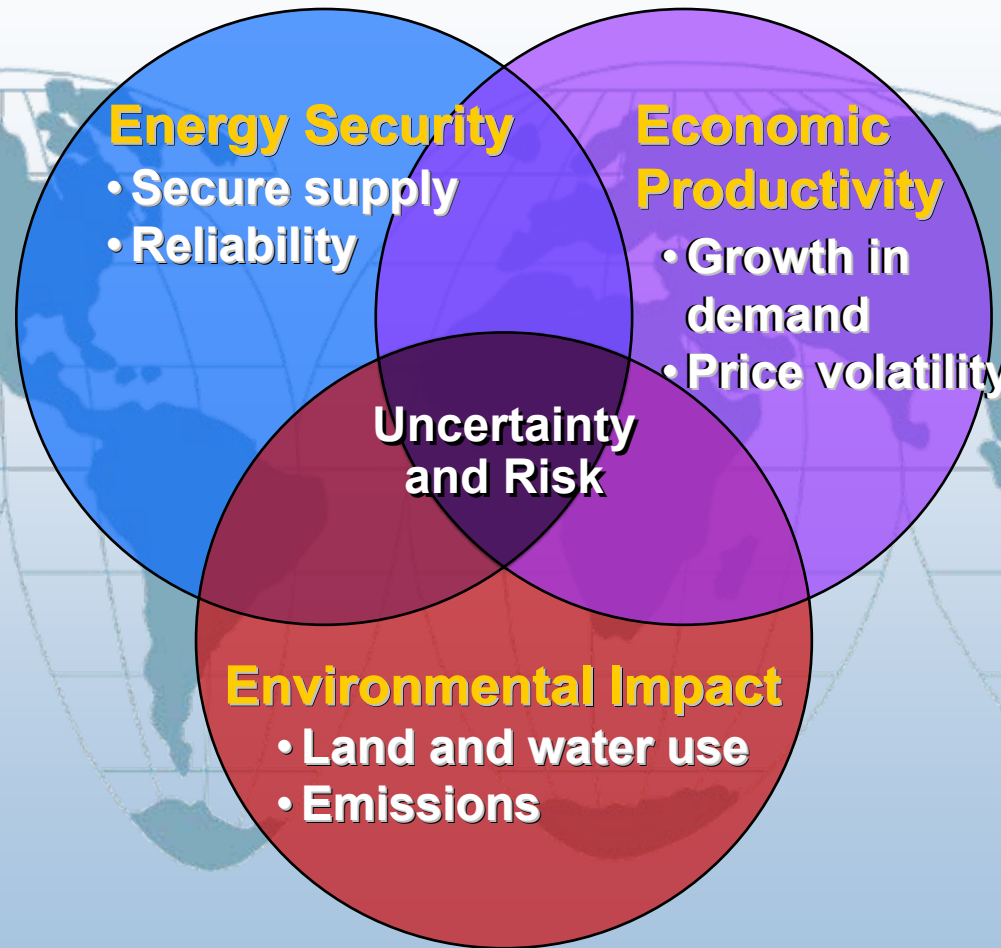 Energy Security
• Secure supply
• Reliability
Economic
Productivity
• Growth in
demand
• Price volatility
Uncertainty
and Risk
Environmental Impact
• Land and water use
• Emissions